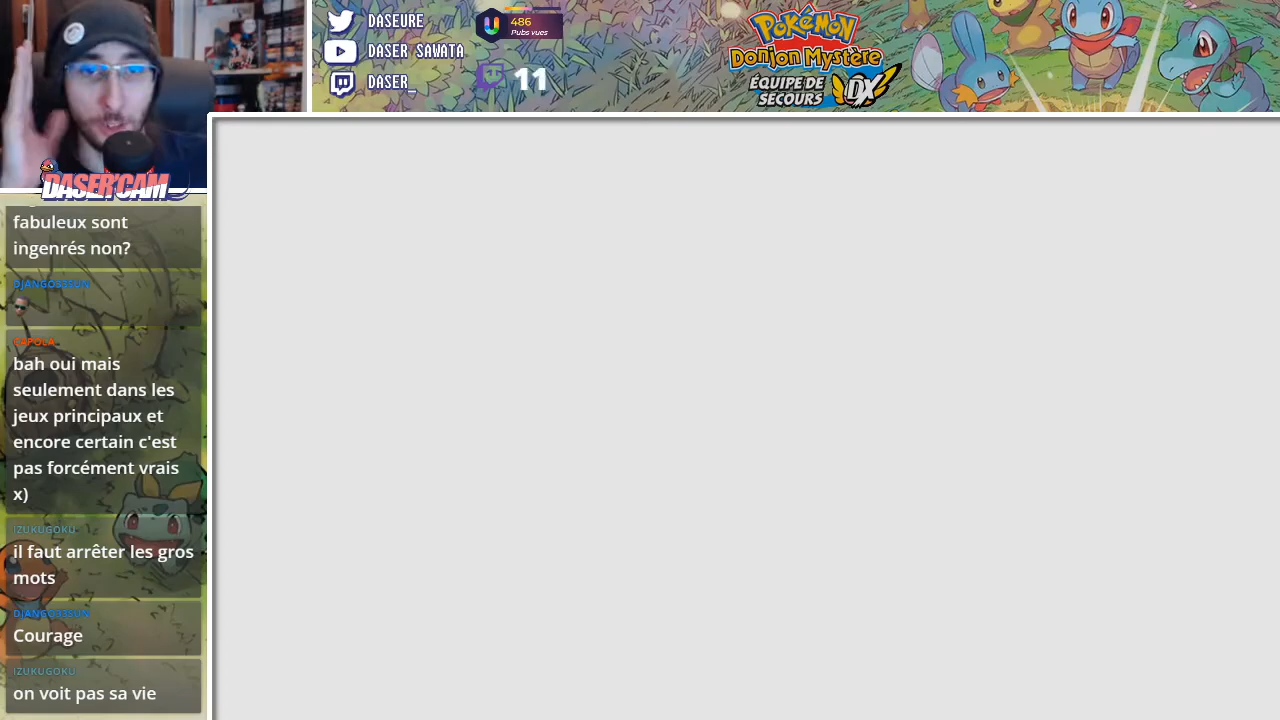 DASEURE
DASER SAWATA
DASER_
486
Pubs vues
11
Pokémon
Donjon Mystère
ÉQUIPE DE
SECOURS DX
DASER'CAM
fabuleux sont
ingenrés non?
DJANGO33SUN
CAPOLA
bah oui mais
seulement dans les
jeux principaux et
encore certain c'est
pas forcément vrais
x)
IZUKUGOKU
il faut arrêter les gros
mots
DJANGO33SUN
Courage
IZUKUGOKU
on voit pas sa vie